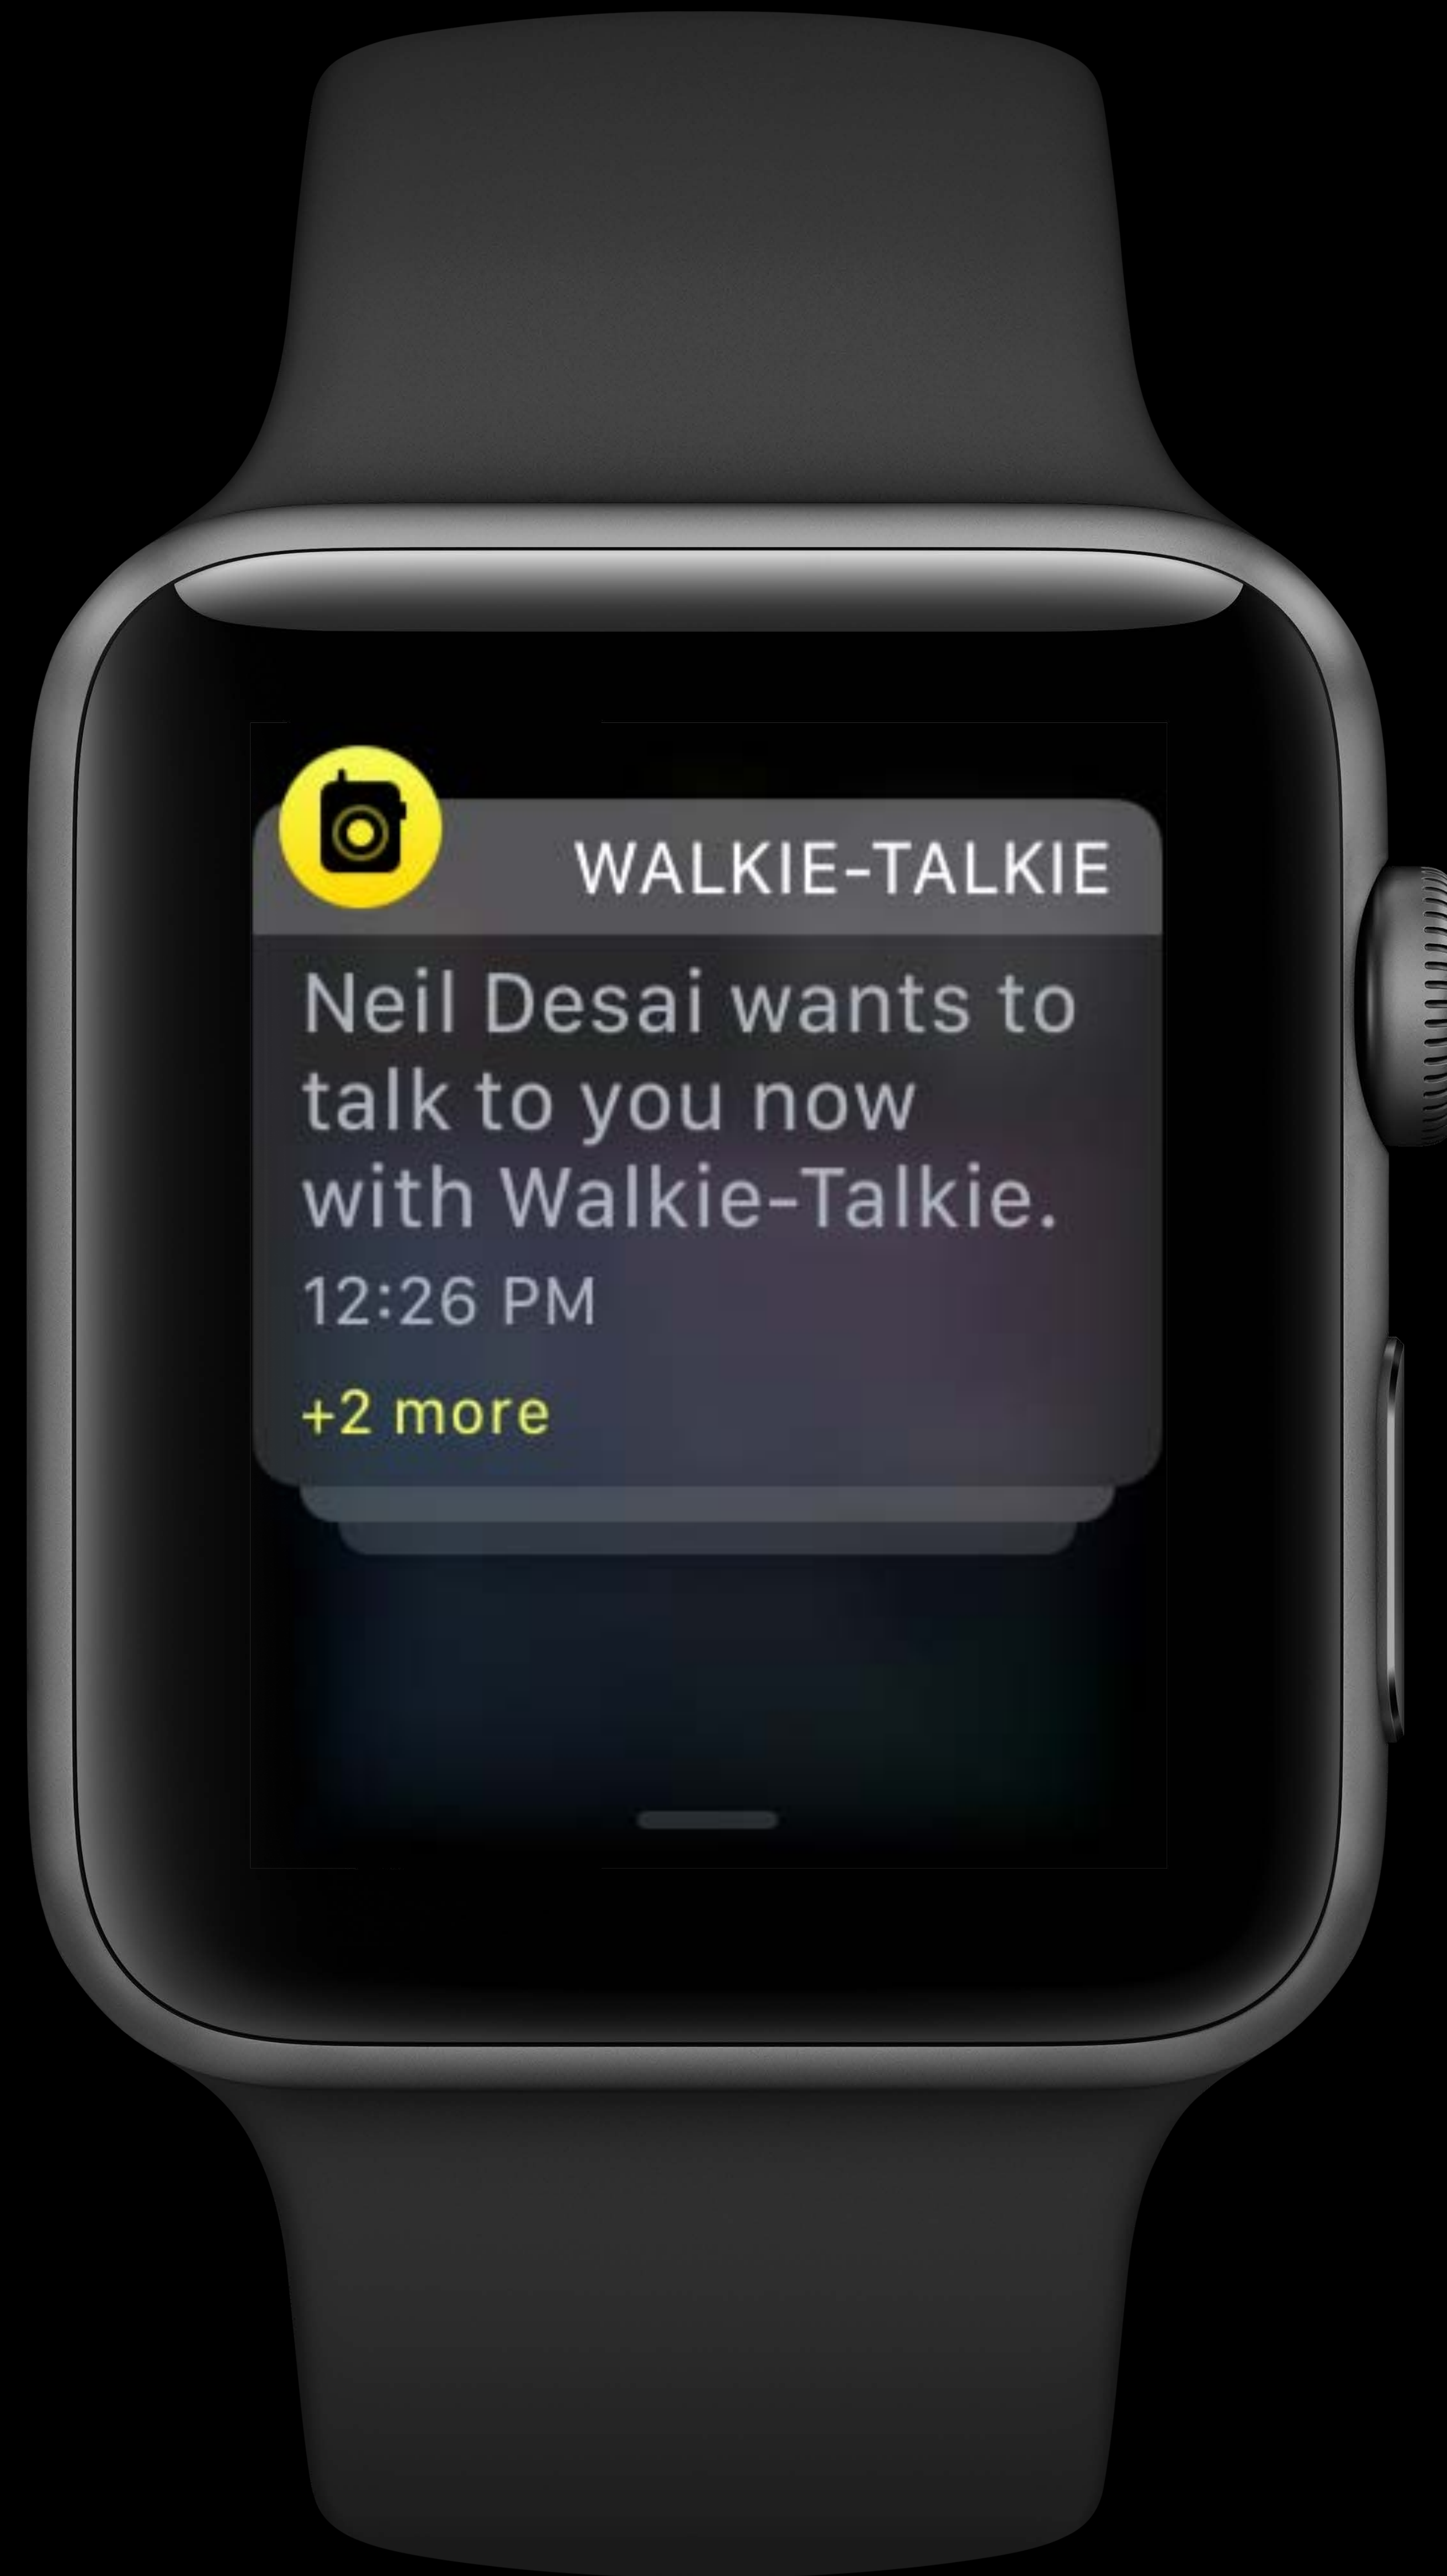 WALKIE-TALKIE
Neil Desai wants to
talk to you now
with Walkie-Talkie.
12:26 PM
+2 more